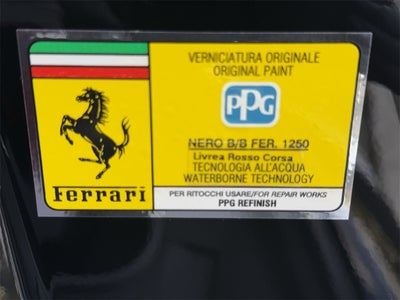 VERNICIATURA ORIGINALE
ORIGINAL PAINT
PPG
NERO B/B FER. 1250
Livrea Rosso Corsa
TECNOLOGIA ALL'ACQUA
WATERBORNE TECHNOLOGY
Ferrari
PER RITOCCHI USARE/FOR REPAIR WORKS
PPG REFINISH